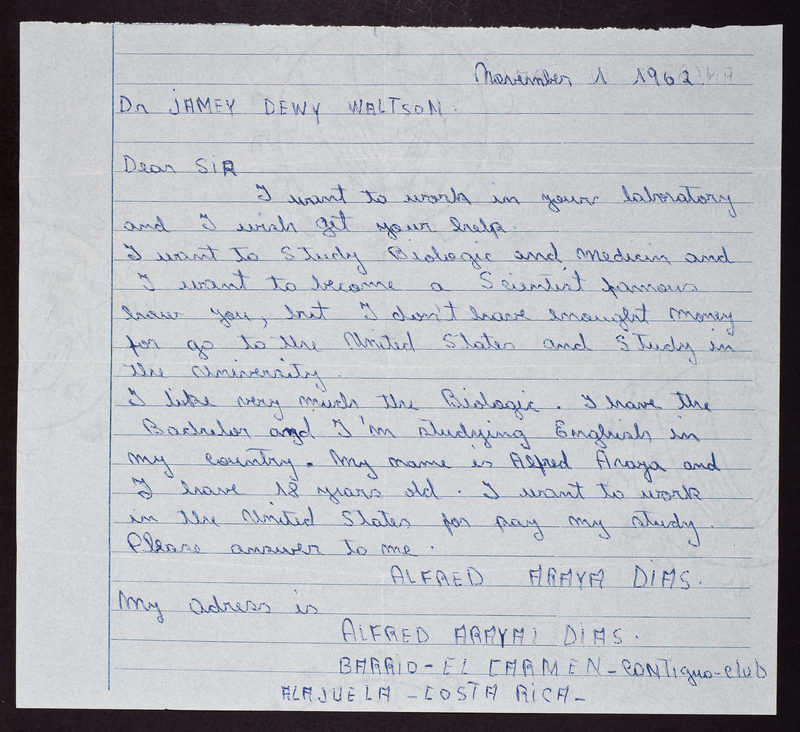 November 1 1962.
Dr JAMEY DEWY WALTSON.
Dear SIR
I want to work in your laboratory
and I wish get your help.
I want to Study Biologic and Medicin and
I want to become a Scientist famous
how you, but I don't have enought money
for go to the United States and Study in
the University.
I like very much the Biologic. I have the
Bachelor and I'm studying English in
my country. My name is Alfred Araya and
I have 18 years old. I want to work
in the United States for pay my study.
Please answer to me.
ALFRED ARAYA DIAS.
My adress is
ALFRED ARAYA DIAS.
BARRIO-EL CARMEN-contiguo-club
ALAJUELA -COSTA RICA-